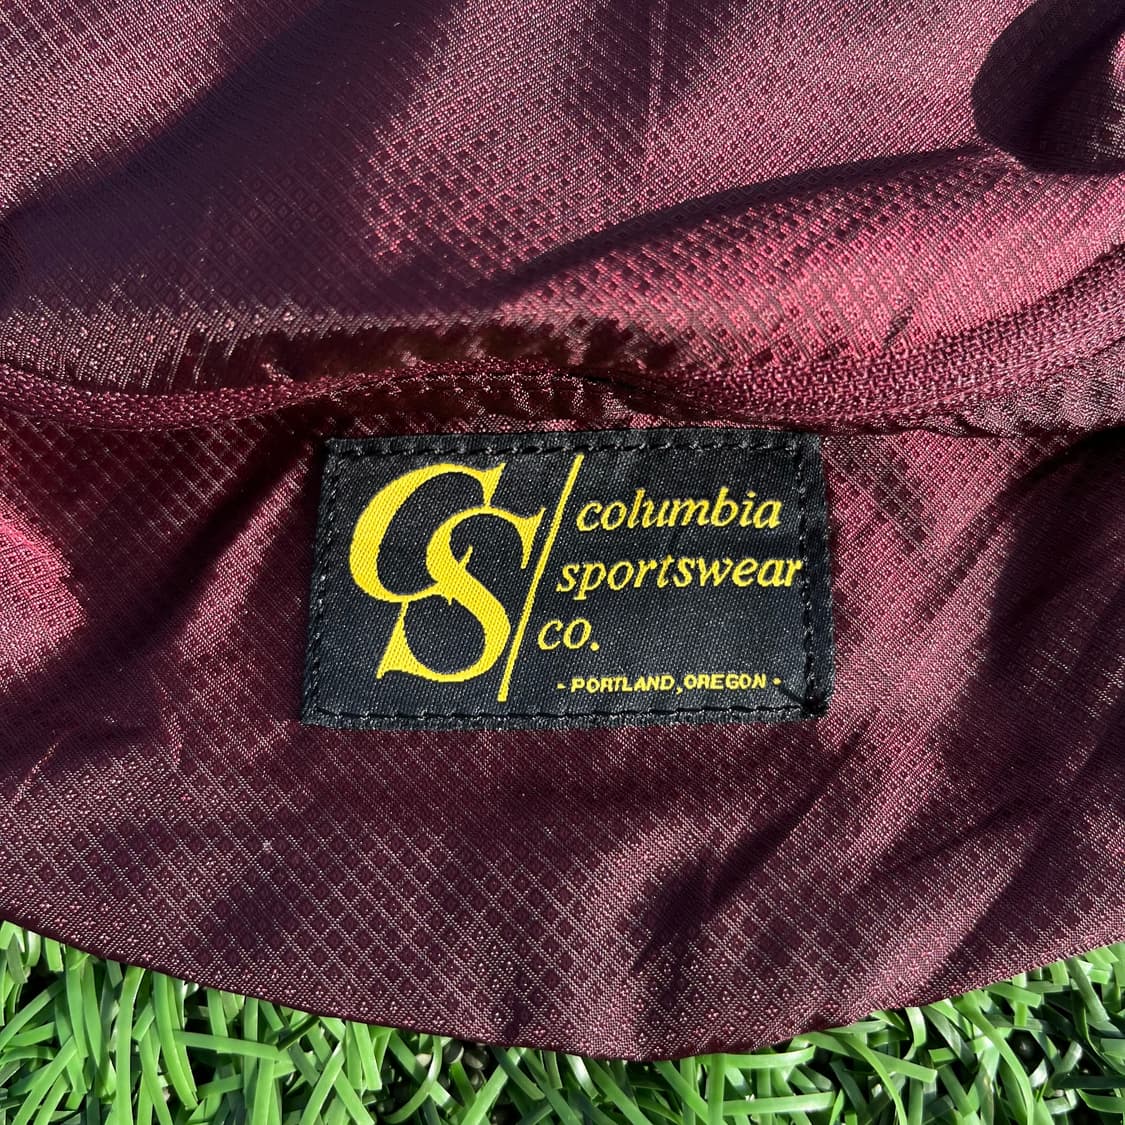 CS
columbia
sportswear
co.
- PORTLAND, OREGON -